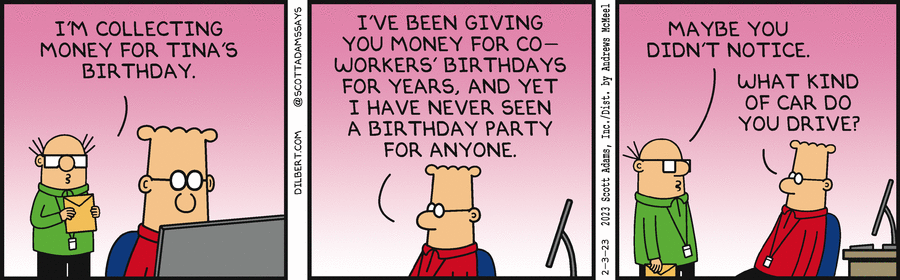 I'M COLLECTING
MONEY FOR TINA'S
BIRTHDAY.
DILBERT.COM @SCOTTADAMSSAYS
I'VE BEEN GIVING
YOU MONEY FOR CO–
WORKERS' BIRTHDAYS
FOR YEARS, AND YET
I HAVE NEVER SEEN
A BIRTHDAY PARTY
FOR ANYONE.
2-3-23 2023 Scott Adams, Inc./Dist. by Andrews McMeel
MAYBE YOU
DIDN'T NOTICE.
WHAT KIND
OF CAR DO
YOU DRIVE?